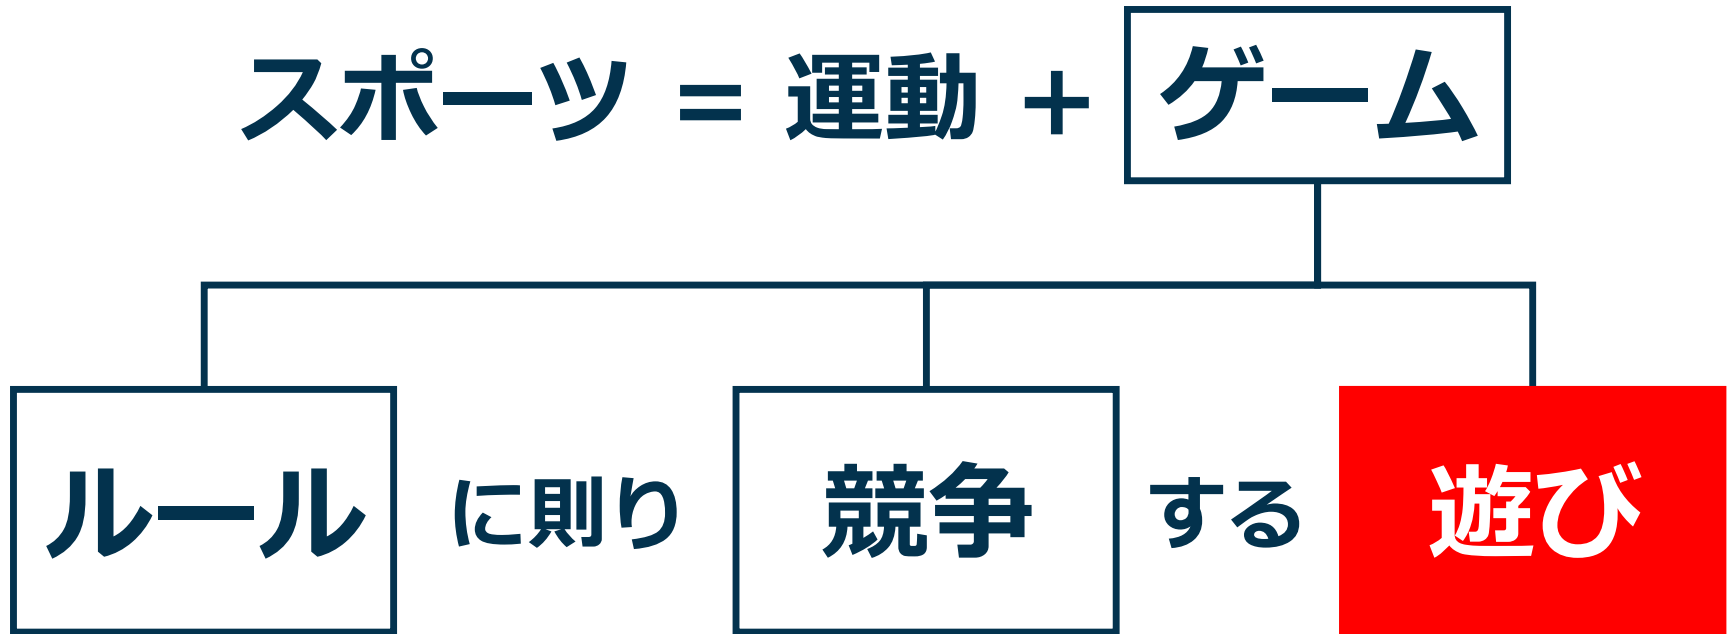 スポーツ = 運動 + ゲーム
ルール に則り 競争 する 遊び